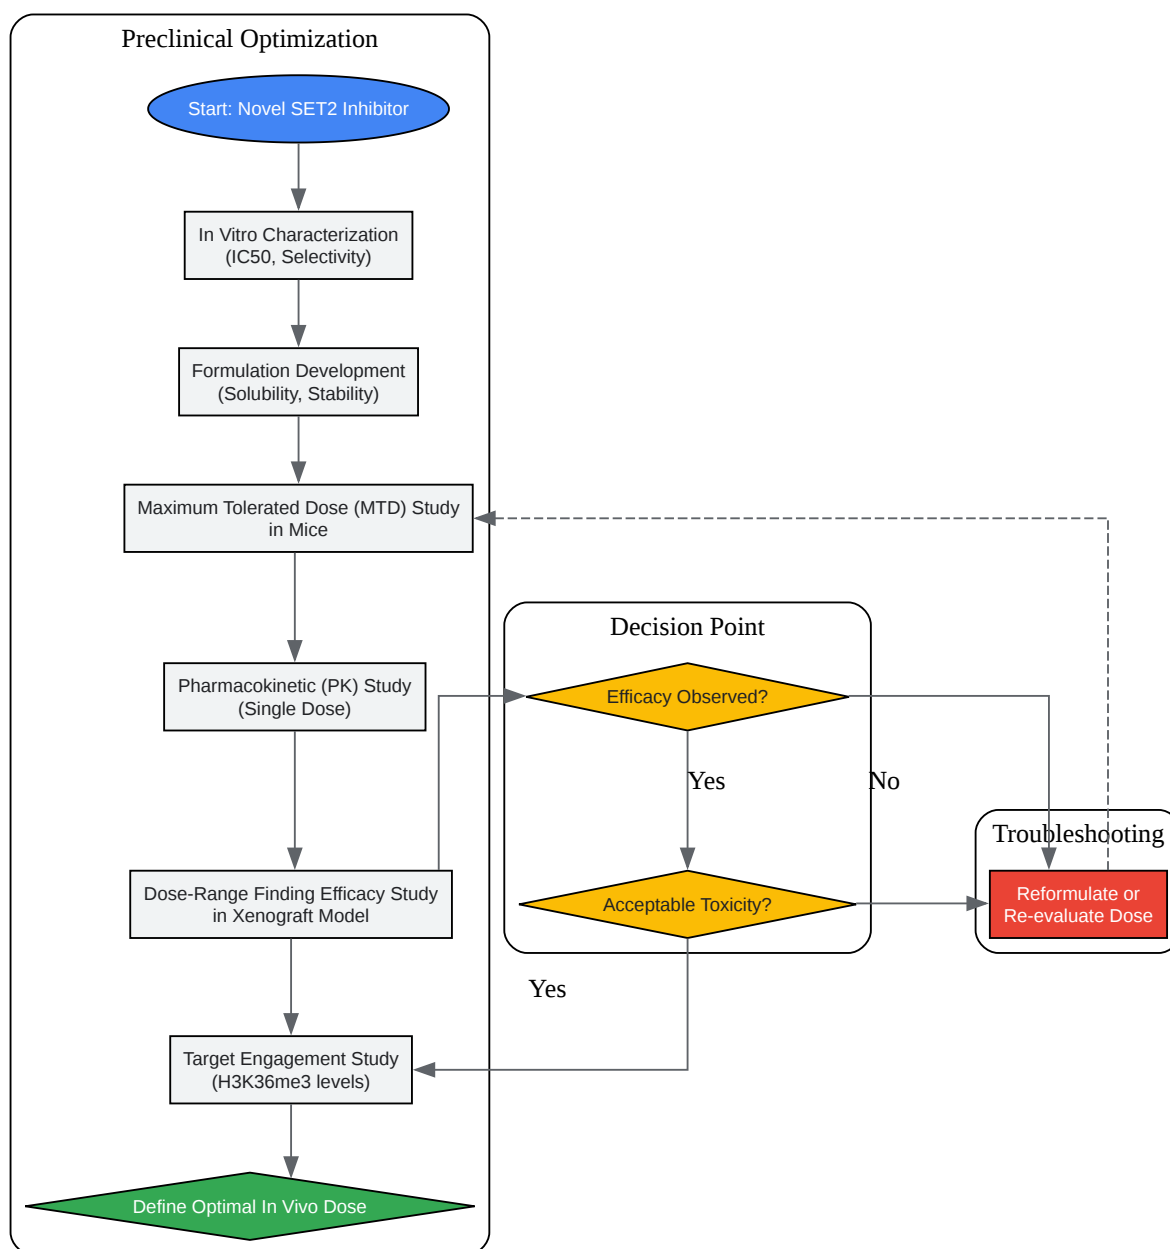 Preclinical Optimization
Start: Novel SET2 Inhibitor
In Vitro Characterization
(IC50, Selectivity)
Formulation Development
(Solubility, Stability)
Maximum Tolerated Dose (MTD) Study
in Mice
Pharmacokinetic (PK) Study
(Single Dose)
Dose-Range Finding Efficacy Study
in Xenograft Model
Target Engagement Study
(H3K36me3 levels)
Define Optimal In Vivo Dose
Decision Point
Efficacy Observed?
Yes
No
Acceptable Toxicity?
Yes
Troubleshooting
Reformulate or
Re-evaluate Dose